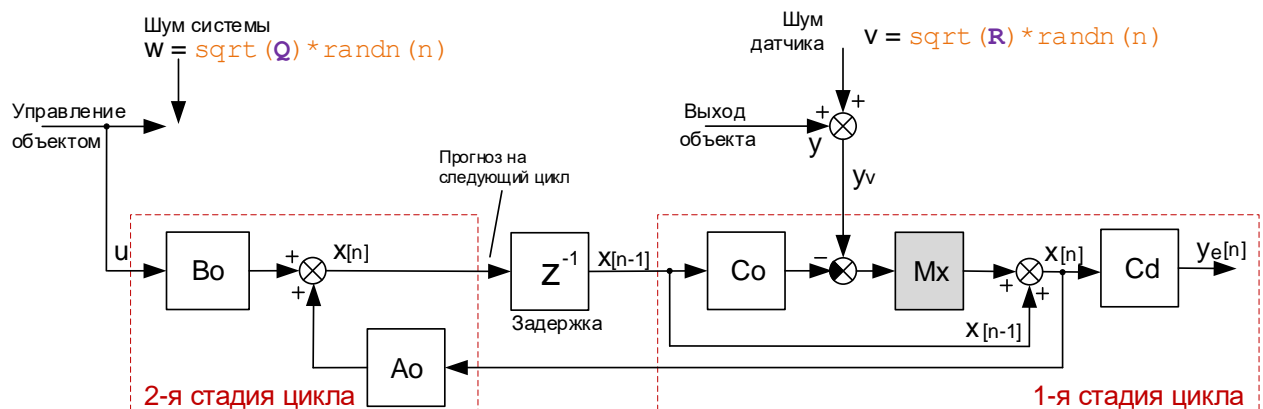 Шум системы
w = sqrt(Q)*randn(n)
Шум
датчика
v = sqrt(R)*randn(n)
+
Управление
объектом
Выход
объекта
+
y
Прогноз на
следующий цикл
yv
u
Bo
+
+
x[n]
z-1
Задержка
x[n-1]
Co
−
Mx
+
+
x[n]
Cd
ye[n]
x[n-1]
Ao
2-я стадия цикла
1-я стадия цикла